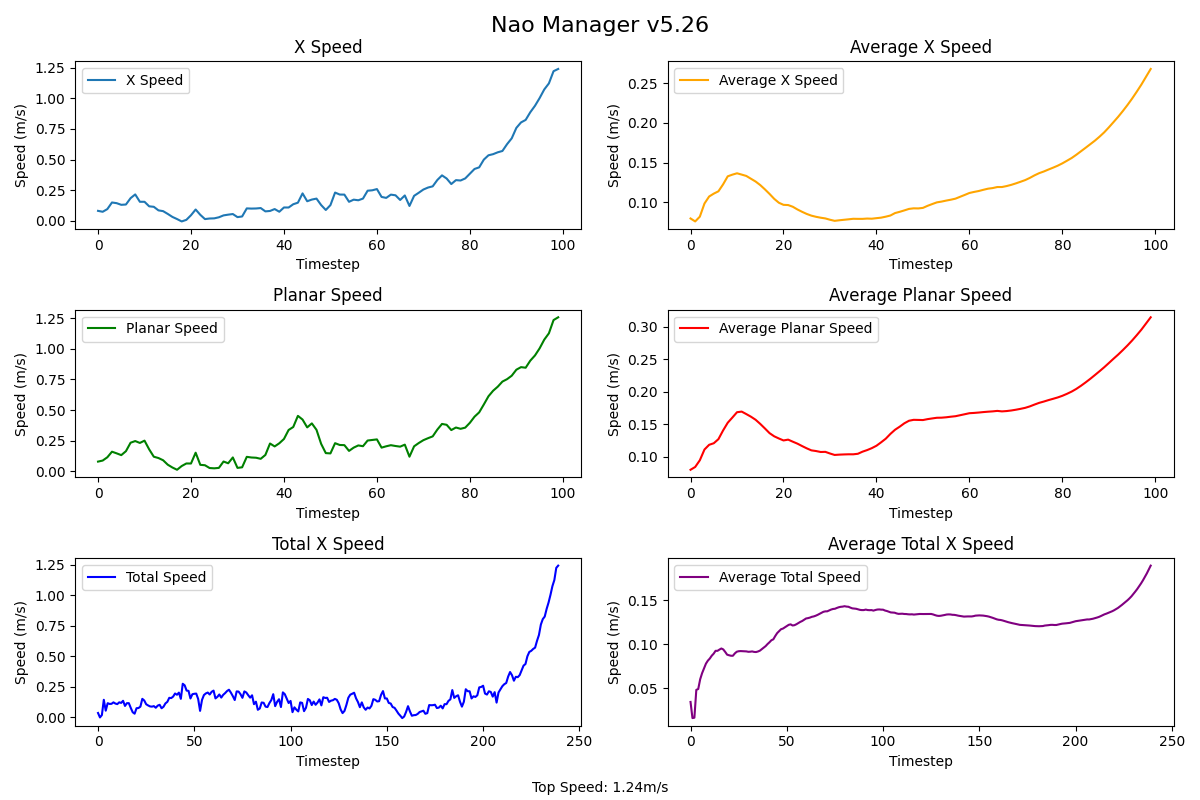 Nao Manager v5.26
X Speed
Average X Speed
1.25
1.00
0.75
0.50
0.25
0.00
Speed (m/s)
X Speed
0 20 40 60 80 100
Timestep
0.25
0.20
0.15
0.10
Speed (m/s)
Average X Speed
0 20 40 60 80 100
Timestep
Planar Speed
Average Planar Speed
1.25
1.00
0.75
0.50
0.25
0.00
Speed (m/s)
Planar Speed
0 20 40 60 80 100
Timestep
0.30
0.25
0.20
0.15
0.10
Speed (m/s)
Average Planar Speed
0 20 40 60 80 100
Timestep
Total X Speed
Average Total X Speed
1.25
1.00
0.75
0.50
0.25
0.00
Speed (m/s)
Total Speed
0 50 100 150 200 250
Timestep
0.15
0.10
0.05
Speed (m/s)
Average Total Speed
0 50 100 150 200 250
Timestep
Top Speed: 1.24m/s